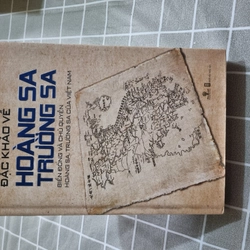 ĐẶC KHẢO VỀ
HOÀNG SA
TRƯỜNG SA
BIỂN ĐÔNG VÀ CHỦ QUYỀN
HOÀNG SA, TRƯỜNG SA CỦA VIỆT NAM